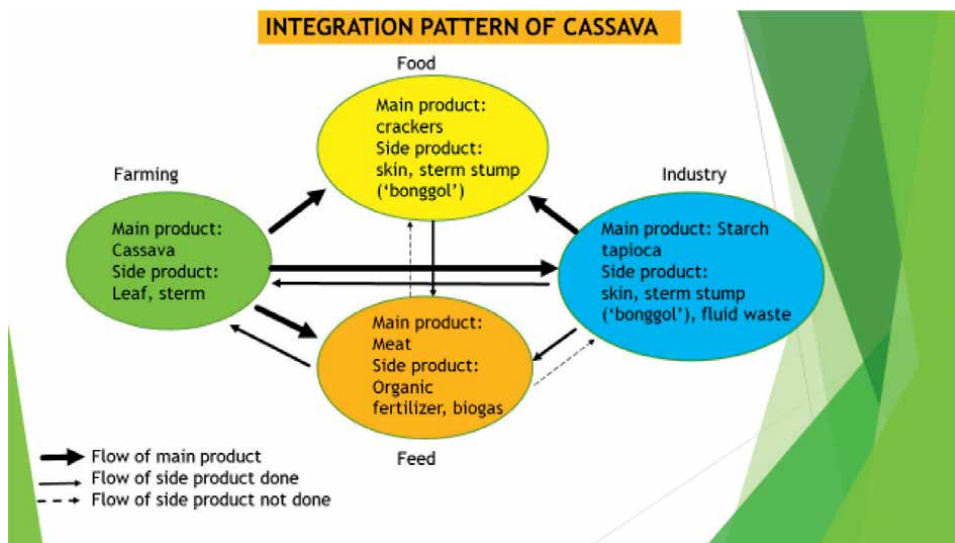 INTEGRATION PATTERN OF CASSAVA
Food
Main product:
crackers
Side product:
skin, sterm stump
('bonggol')
Farming
Main product:
Cassava
Side product:
Leaf, sterm
Industry
Main product: Starch
tapioca
Side product:
skin, sterm stump
('bonggol'), fluid waste
Main product:
Meat
Side product:
Organic
fertilizer, biogas
Feed
Flow of main product
Flow of side product done
Flow of side product not done